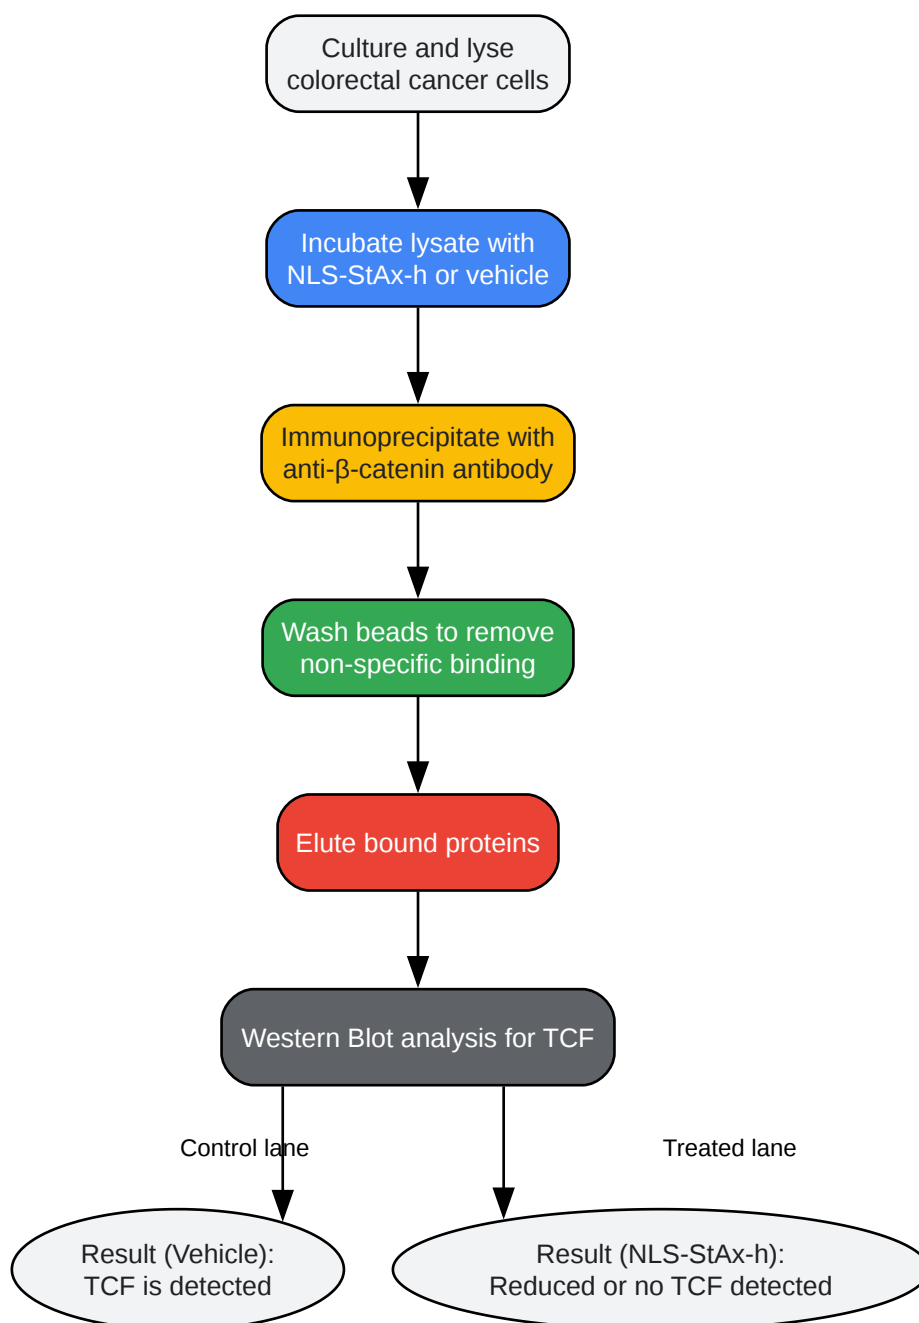 Culture and lyse
colorectal cancer cells
Incubate lysate with
NLS-StAx-h or vehicle
Immunoprecipitate with
anti-β-catenin antibody
Wash beads to remove
non-specific binding
Elute bound proteins
Western Blot analysis for TCF
Control lane
Treated lane
Result (Vehicle):
TCF is detected
Result (NLS-StAx-h):
Reduced or no TCF detected